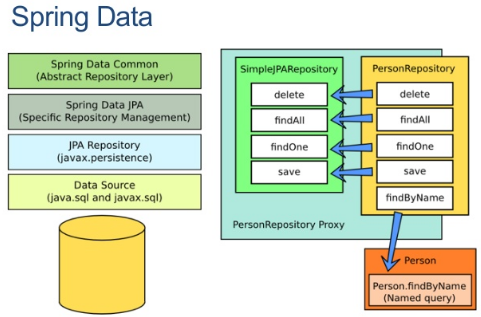 Spring Data
Spring Data Common
(Abstract Repository Layer)
Spring Data JPA
(Specific Repository Management)
JPA Repository
(javax.persistence)
Data Source
(java.sql and javax.sql)
SimpleJPARepository
delete
findAll
findOne
save
PersonRepository
delete
findAll
findOne
save
findByName
PersonRepository Proxy
Person
Person.findByName
(Named query)